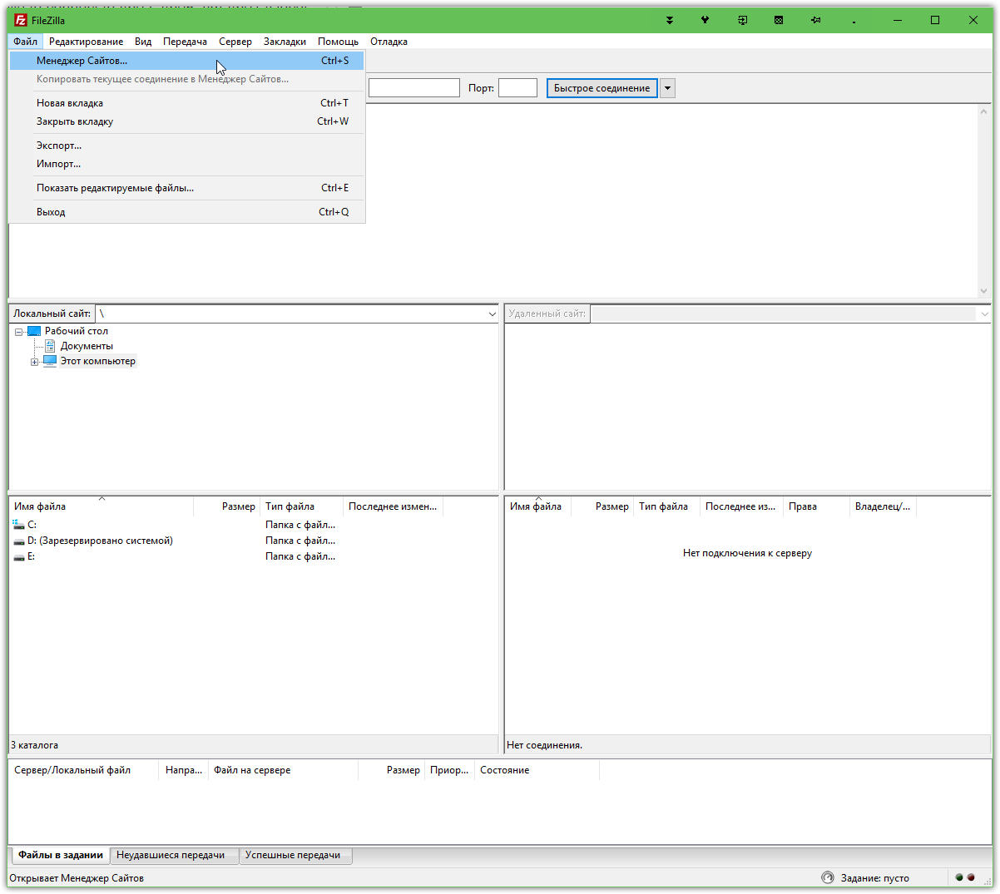 FileZilla
Файл Редактирование Вид Передача Сервер Закладки Помощь Отладка
Менеджер Сайтов... Ctrl+S
Копировать текущее соединение в Менеджер Сайтов...
Порт: Быстрое соединение
Новая вкладка Ctrl+T
Закрыть вкладку Ctrl+W
Экспорт...
Импорт...
Показать редактируемые файлы... Ctrl+E
Выход Ctrl+Q
Локальный сайт: \
Удаленный сайт:
Рабочий стол
Документы
Этот компьютер
Имя файла Размер Тип файла Последнее измен...
C: Папка с файл...
D: (Зарезервировано системой) Папка с файл...
E: Папка с файл...
3 каталога
Имя файла Размер Тип файла Последнее из... Права Владелец/...
Нет подключения к серверу
Нет соединения.
Сервер/Локальный файл Напра... Файл на сервере Размер Приор... Состояние
Файлы в задании Неудавшиеся передачи Успешные передачи
Открывает Менеджер Сайтов Задание: пусто